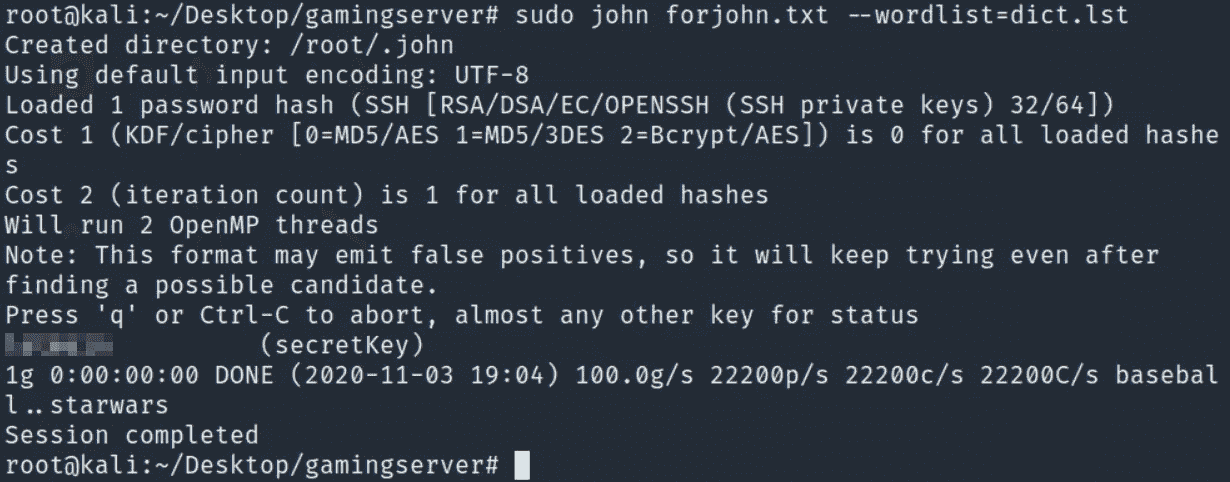 root@kali:~/Desktop/gamingserver# sudo john forjohn.txt --wordlist=dict.lst
Created directory: /root/.john
Using default input encoding: UTF-8
Loaded 1 password hash (SSH [RSA/DSA/EC/OPENSSH (SSH private keys) 32/64])
Cost 1 (KDF/cipher [0=MD5/AES 1=MD5/3DES 2=Bcrypt/AES]) is 0 for all loaded hashe
s
Cost 2 (iteration count) is 1 for all loaded hashes
Will run 2 OpenMP threads
Note: This format may emit false positives, so it will keep trying even after
finding a possible candidate.
Press 'q' or Ctrl-C to abort, almost any other key for status
(secretKey)
1g 0:00:00:00 DONE (2020-11-03 19:04) 100.0g/s 22200p/s 22200c/s 22200C/s basebal
l..starwars
Session completed
root@kali:~/Desktop/gamingserver#